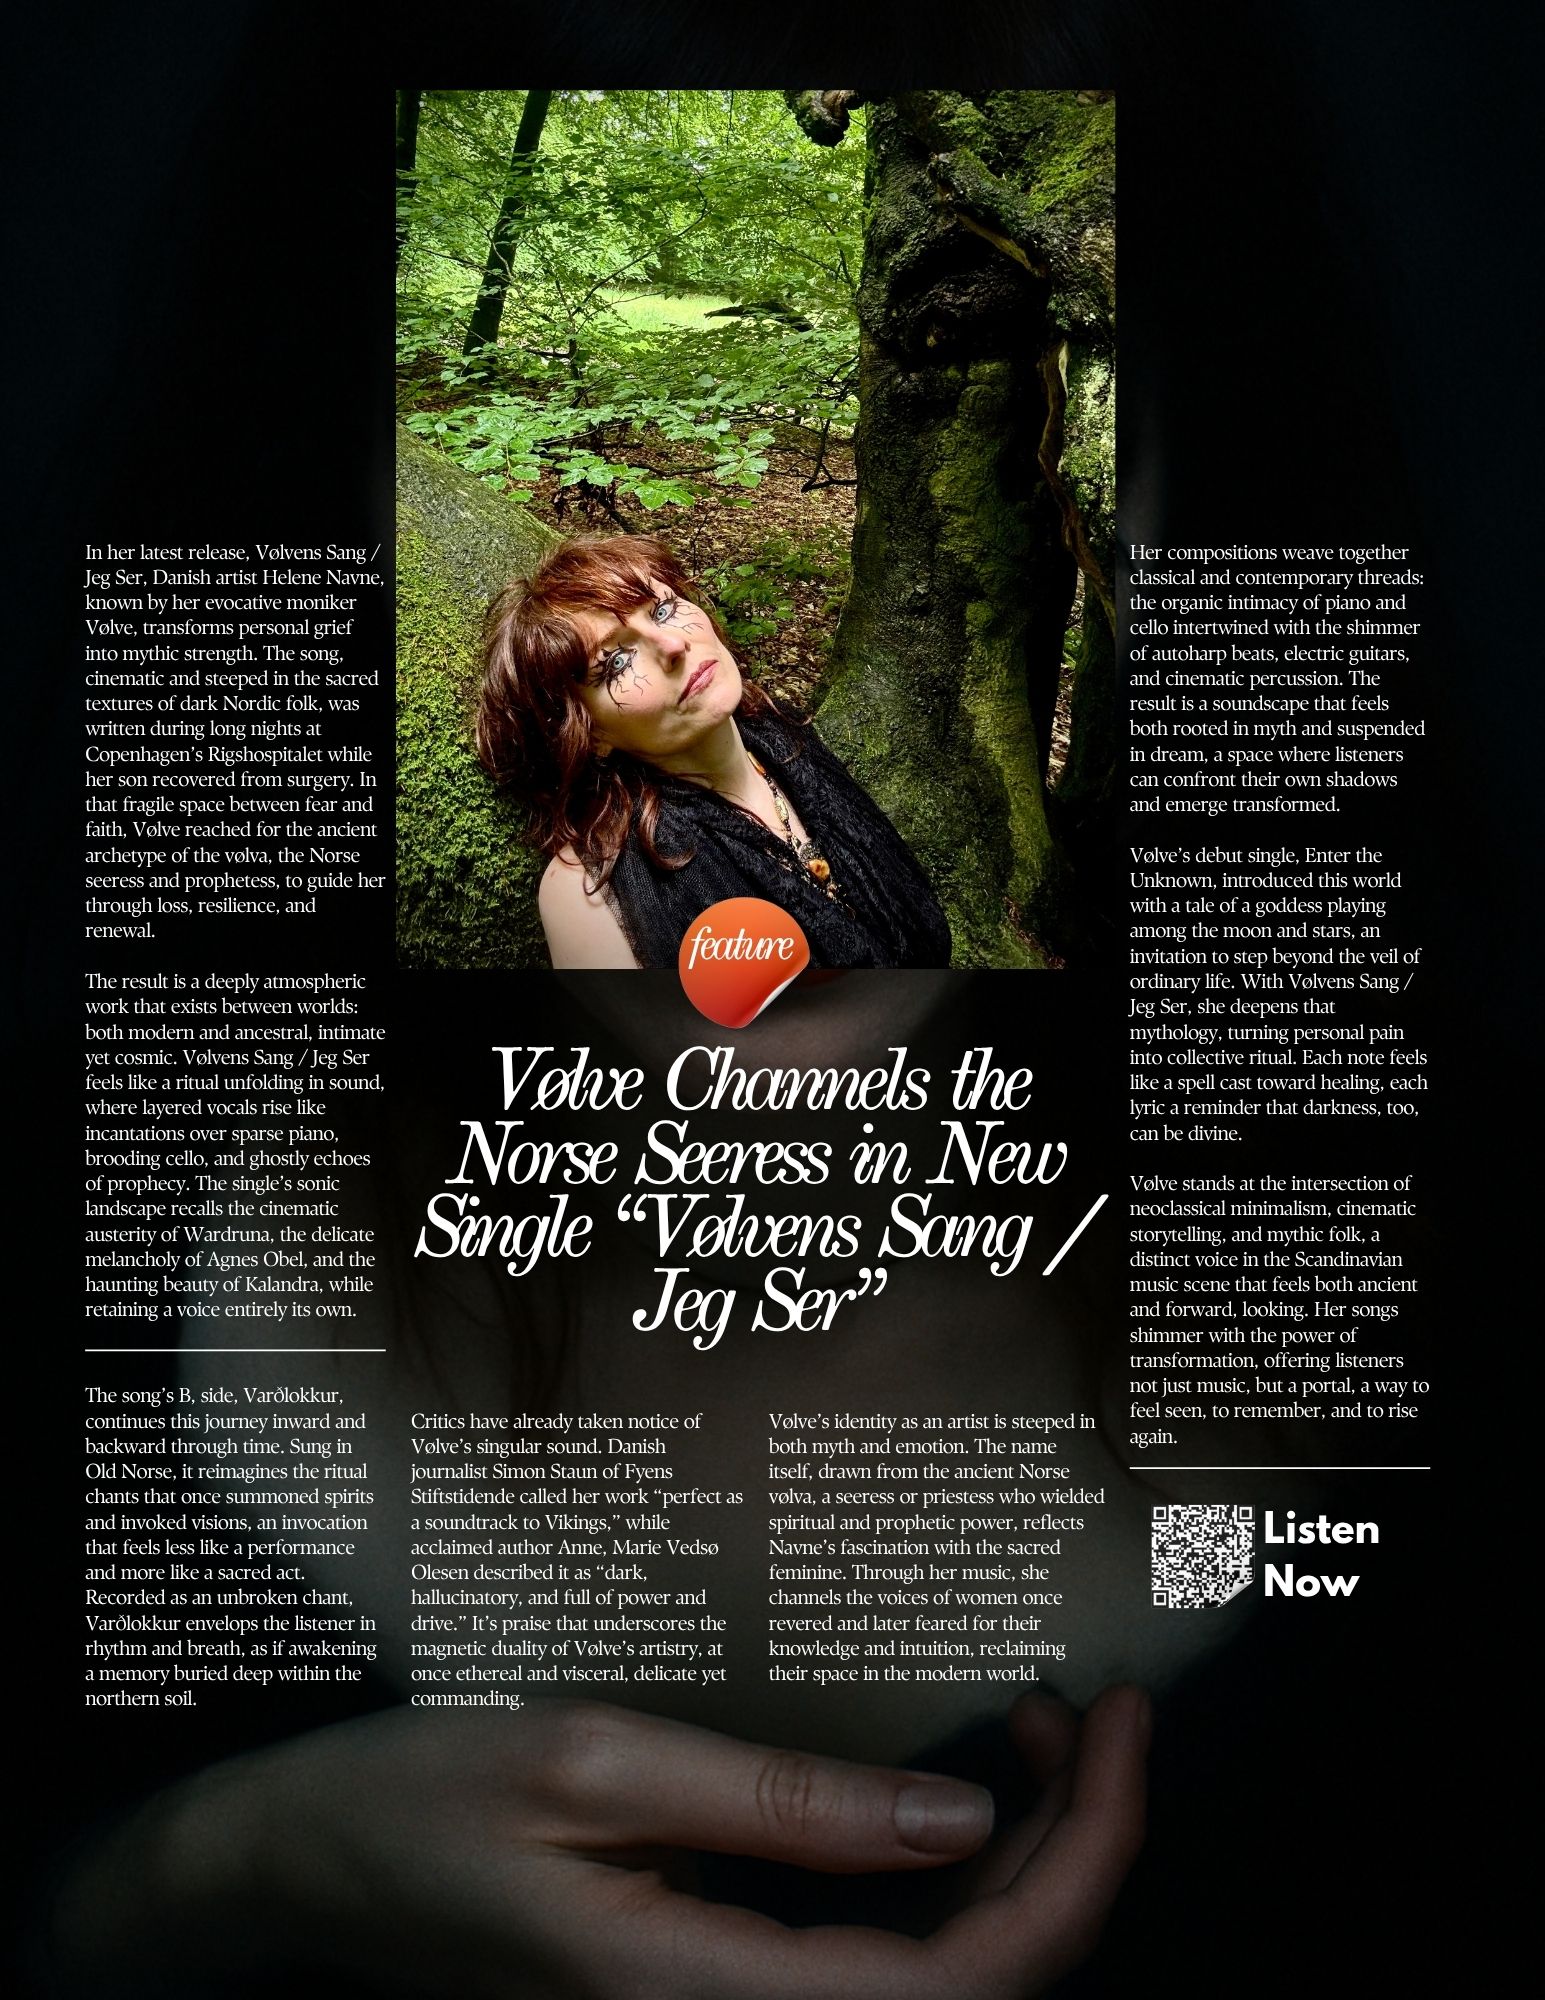 feature
Vølve Channels the
Norse Seeress in New
Single “Vølvens Sang /
Jeg Ser”
In her latest release, Vølvens Sang /
Jeg Ser, Danish artist Helene Navne,
known by her evocative moniker
Vølve, transforms personal grief
into mythic strength. The song,
cinematic and steeped in the sacred
textures of dark Nordic folk, was
written during long nights at
Copenhagen’s Rigshospitalet while
her son recovered from surgery. In
that fragile space between fear and
faith, Vølve reached for the ancient
archetype of the vølva, the Norse
seeress and prophetess, to guide her
through loss, resilience, and
renewal.
The result is a deeply atmospheric
work that exists between worlds:
both modern and ancestral, intimate
yet cosmic. Vølvens Sang / Jeg Ser
feels like a ritual unfolding in sound,
where layered vocals rise like
incantations over sparse piano,
brooding cello, and ghostly echoes
of prophecy. The single’s sonic
landscape recalls the cinematic
austerity of Wardruna, the delicate
melancholy of Agnes Obel, and the
haunting beauty of Kalandra, while
retaining a voice entirely its own.
The song’s B, side, Varðlokkur,
continues this journey inward and
backward through time. Sung in
Old Norse, it reimagines the ritual
chants that once summoned spirits
and invoked visions, an invocation
that feels less like a performance
and more like a sacred act.
Recorded as an unbroken chant,
Varðlokkur envelops the listener in
rhythm and breath, as if awakening
a memory buried deep within the
northern soil.
Critics have already taken notice of
Vølve’s singular sound. Danish
journalist Simon Staun of Fyens
Stiftstidende called her work “perfect as
a soundtrack to Vikings,” while
acclaimed author Anne, Marie Vedsø
Olesen described it as “dark,
hallucinatory, and full of power and
drive.” It’s praise that underscores the
magnetic duality of Vølve’s artistry, at
once ethereal and visceral, delicate yet
commanding.
Vølve’s identity as an artist is steeped in
both myth and emotion. The name
itself, drawn from the ancient Norse
vølva, a seeress or priestess who wielded
spiritual and prophetic power, reflects
Navne’s fascination with the sacred
feminine. Through her music, she
channels the voices of women once
revered and later feared for their
knowledge and intuition, reclaiming
their space in the modern world.
Her compositions weave together
classical and contemporary threads:
the organic intimacy of piano and
cello intertwined with the shimmer
of autoharp beats, electric guitars,
and cinematic percussion. The
result is a soundscape that feels
both rooted in myth and suspended
in dream, a space where listeners
can confront their own shadows
and emerge transformed.
Vølve’s debut single, Enter the
Unknown, introduced this world
with a tale of a goddess playing
among the moon and stars, an
invitation to step beyond the veil of
ordinary life. With Vølvens Sang /
Jeg Ser, she deepens that
mythology, turning personal pain
into collective ritual. Each note feels
like a spell cast toward healing, each
lyric a reminder that darkness, too,
can be divine.
Vølve stands at the intersection of
neoclassical minimalism, cinematic
storytelling, and mythic folk, a
distinct voice in the Scandinavian
music scene that feels both ancient
and forward, looking. Her songs
shimmer with the power of
transformation, offering listeners
not just music, but a portal, a way to
feel seen, to remember, and to rise
again.
Listen
Now